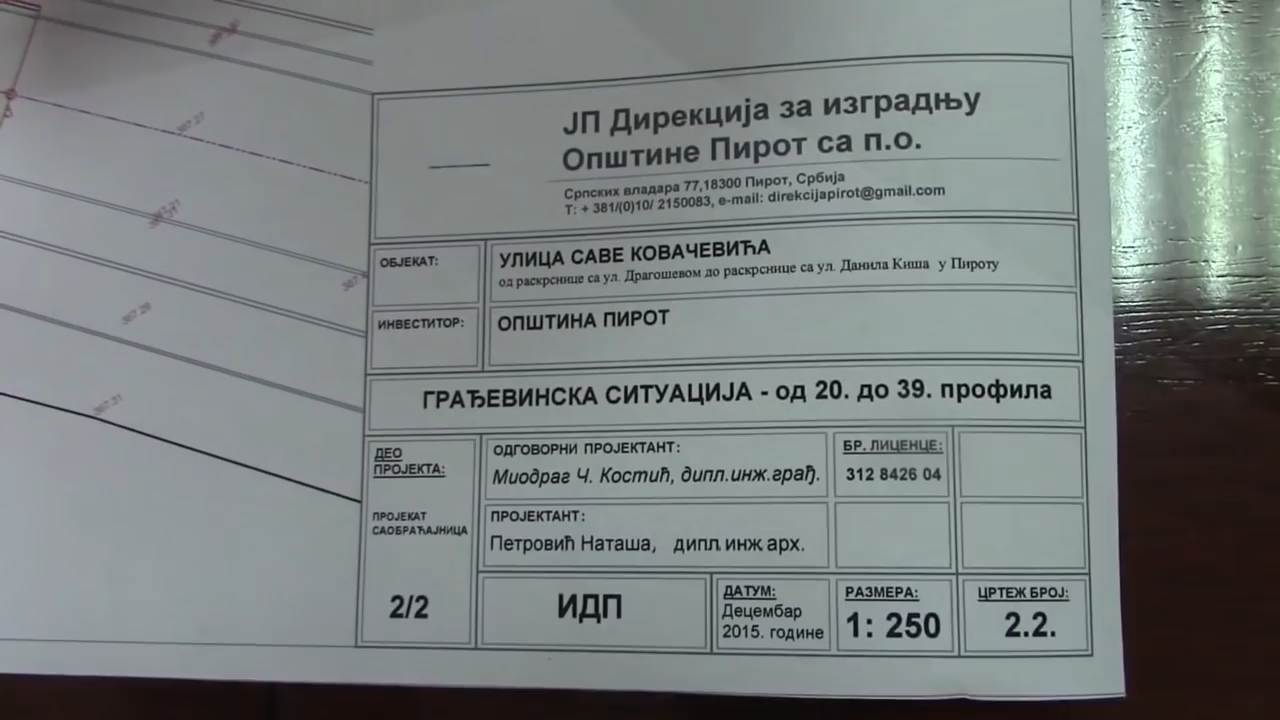 ЈП Дирекција за изградњу
Општине Пирот са п.о.
Српских владара 77,18300 Пирот, Србија
Т: + 381/(0)10/ 2150083, e-mail: direkcijapirot@gmail.com
ОБЈЕКАТ:
УЛИЦА САВЕ КОВАЧЕВИЋА
од раскрснице са ул. Драгошевом до раскрснице са ул. Данила Киша у Пироту
ИНВЕСТИТОР:
ОПШТИНА ПИРОТ
ГРАЂЕВИНСКА СИТУАЦИЈА - од 20. до 39. профила
ДЕО
ПРОЈЕКТА:
ПРОЈЕКАТ
САОБРАЋАЈНИЦА
2/2
ОДГОВОРНИ ПРОЈЕКТАНТ:
Миодраг Ч. Костић, дипл.инж.грађ.
БР. ЛИЦЕНЦЕ:
312 8426 04
ПРОЈЕКТАНТ:
Петровић Наташа, дипл.инж.арх.
ИДП
ДАТУМ:
Децембар
2015. године
РАЗМЕРА:
1: 250
ЦРТЕЖ БРОЈ:
2.2.